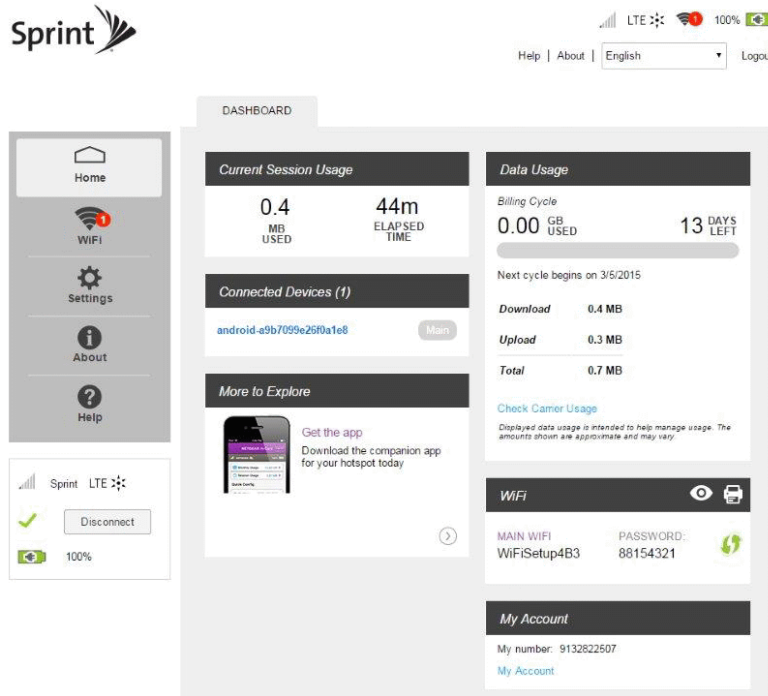 Sprint
LTE 1 100%
Help | About | English Logou
DASHBOARD
Home
1
WiFi
Settings
About
Help
Sprint LTE
Disconnect
100%
Current Session Usage
0.4
MB
USED
44m
ELAPSED
TIME
Connected Devices (1)
android-a9b7099e26f0a1e8 Main
More to Explore
Get the app
Download the companion app
for your hotspot today
Data Usage
Billing Cycle
0.00 GB USED
13 DAYS LEFT
Next cycle begins on 3/5/2015
Download 0.4 MB
Upload 0.3 MB
Total 0.7 MB
Check Carrier Usage
Displayed data usage is intended to help manage usage. The
amounts shown are approximate and may vary
WiFi
MAIN WIFI PASSWORD:
WiFiSetup4B3 88154321
My Account
My number: 9132822507
My Account